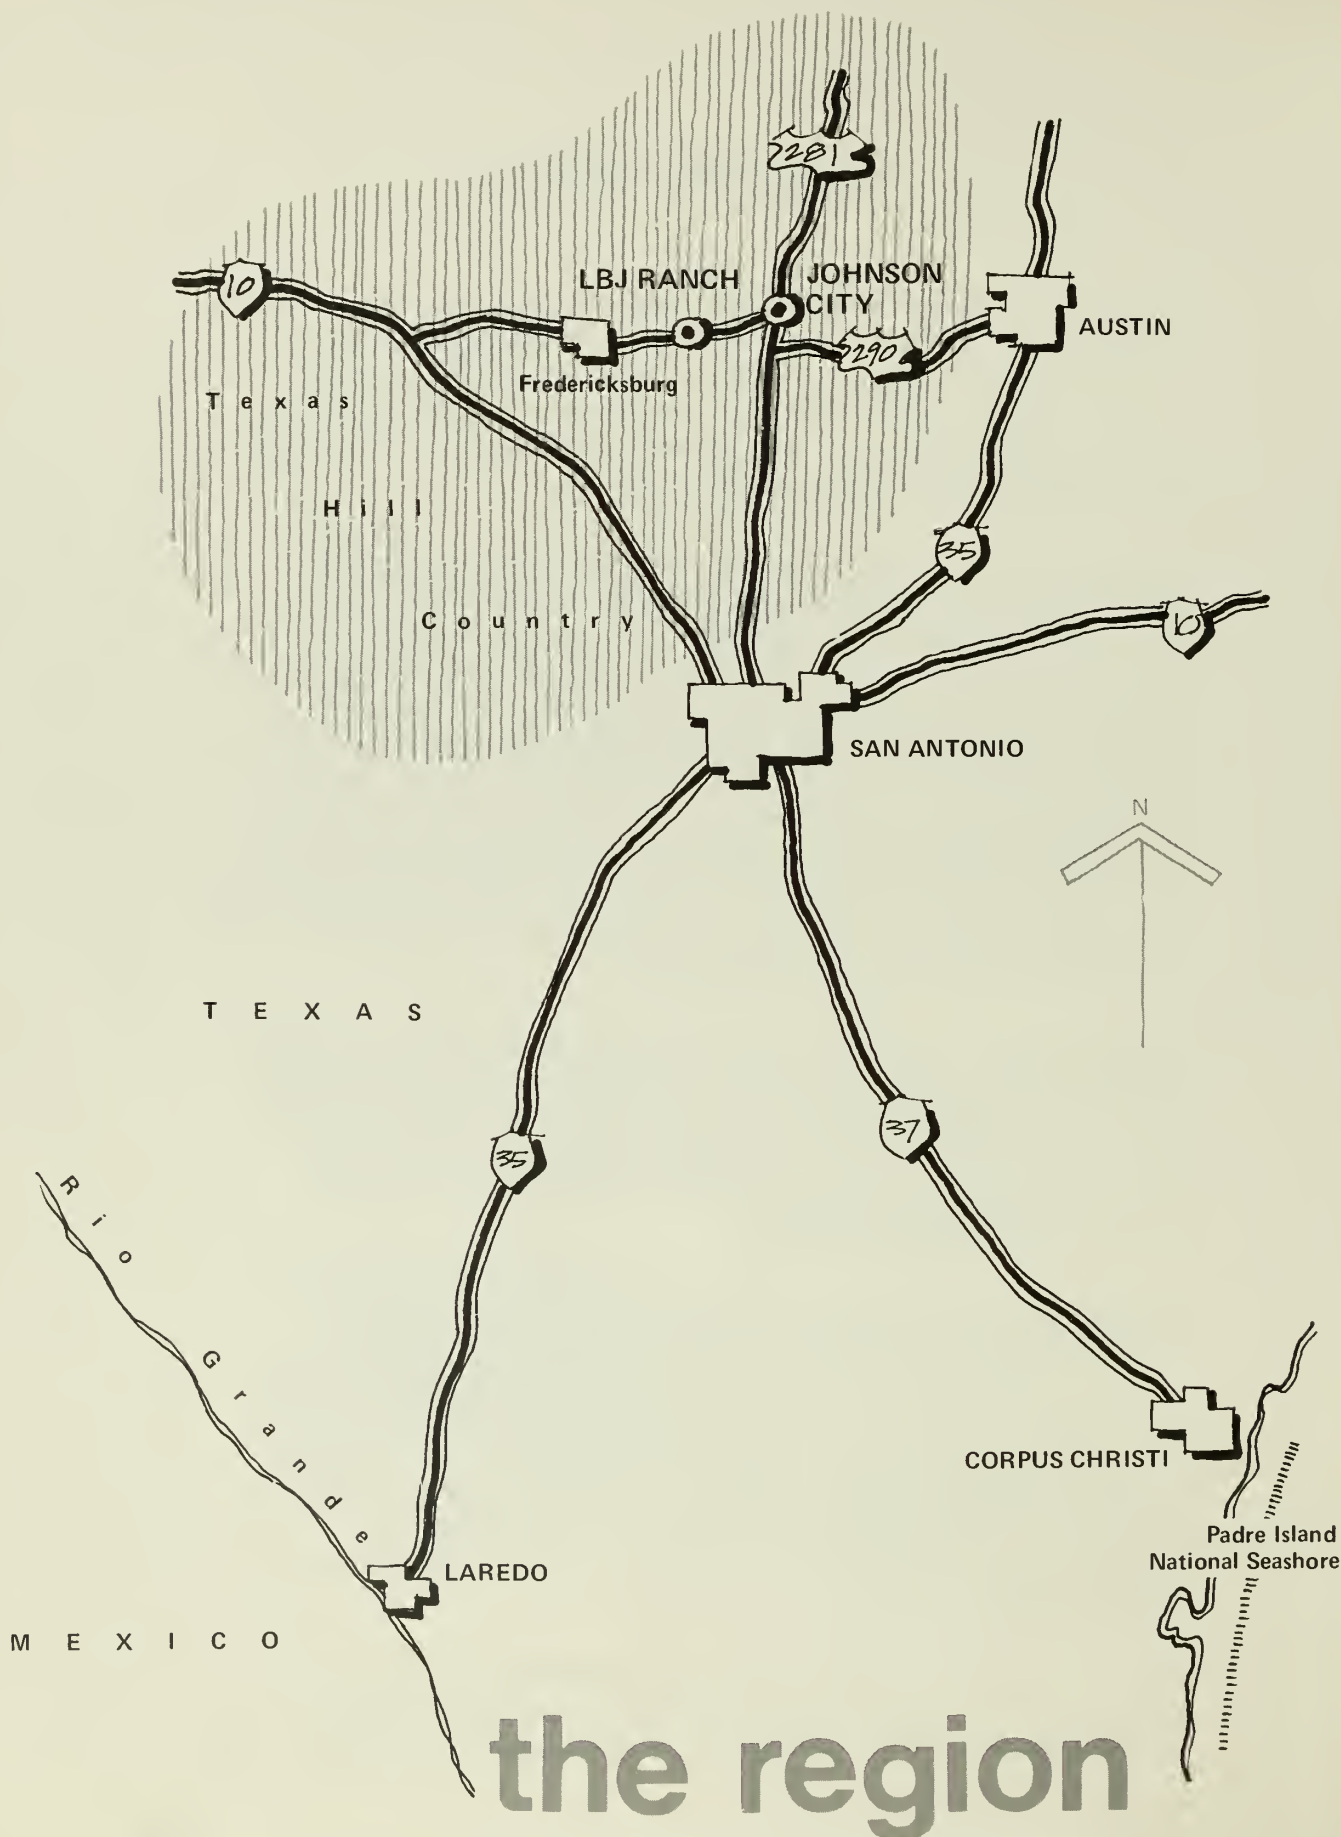 281
10
LBJ RANCH
JOHNSON
CITY
AUSTIN
290
Fredericksburg
Texas
Hill
35
Country
10
SAN ANTONIO
N
TEXAS
37
35
Rio Grande
CORPUS CHRISTI
Padre Island
National Seashore
LAREDO
MEXICO
the region